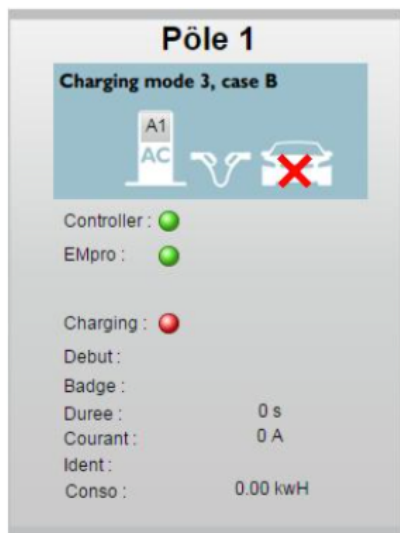 Pöle 1
Charging mode 3, case B
A1
AC
Controller :
EMpro :
Charging :
Debut :
Badge :
Duree : 0 s
Courant : 0 A
Ident :
Conso : 0.00 kwH